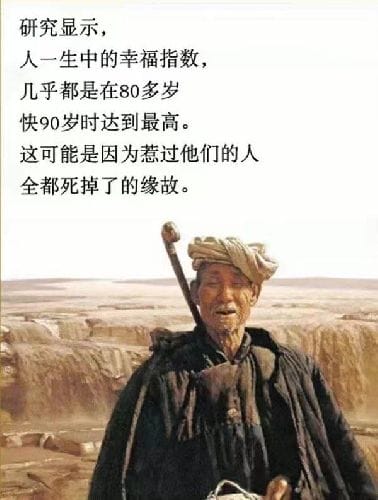 研究显示，
人一生中的幸福指数，
几乎都是在80多岁
快90岁时达到最高。
这可能是因为惹过他们的人
全都死掉了的缘故。